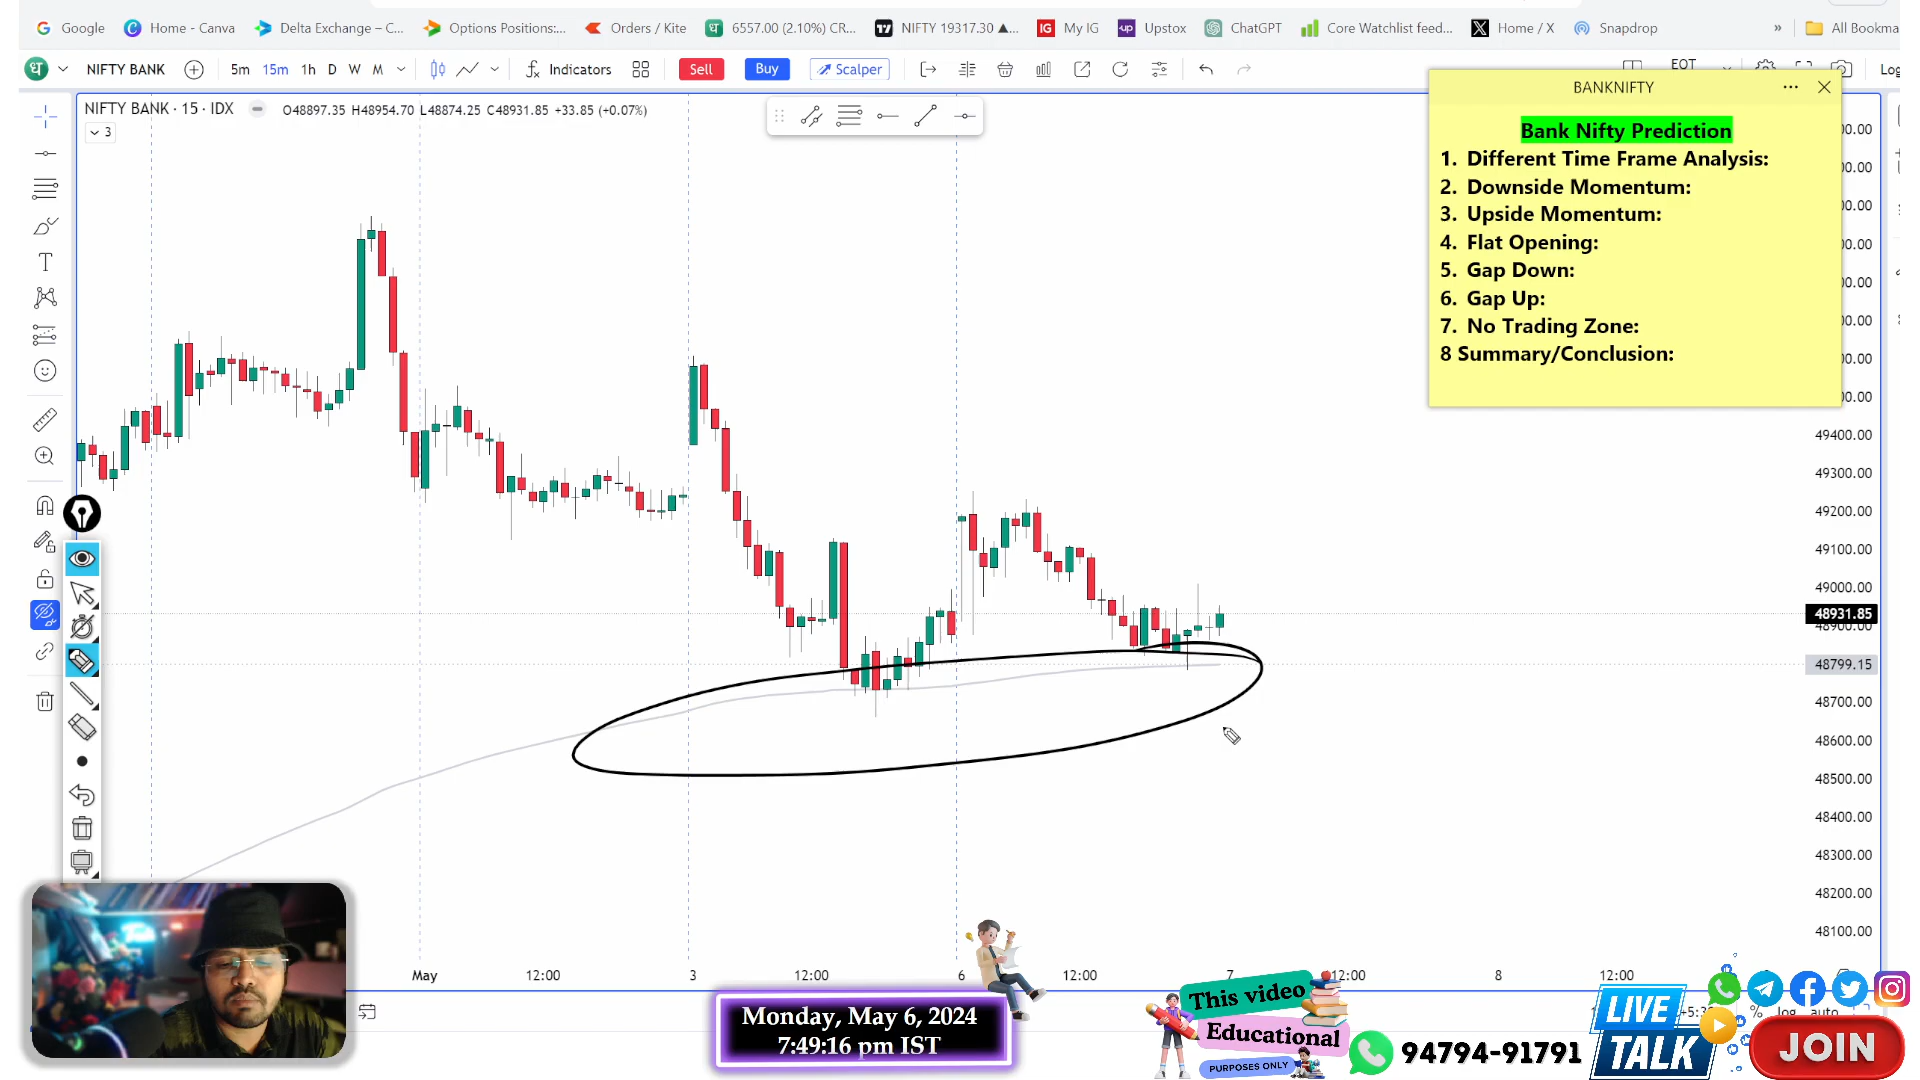 Google
Home - Canva
Delta Exchange – C...
Options Positions:...
Orders / Kite
6557.00 (2.10%) CR...
NIFTY 19317.30 ▲...
My IG
Upstox
ChatGPT
Core Watchlist feed...
Home / X
Snapdrop
»
All Bookma
NIFTY BANK
5m 15m 1h D W M
Indicators
Sell
Buy
Scalper
EOT
Log
NIFTY BANK · 15 · IDX
O48897.35 H48954.70 L48874.25 C48931.85 +33.85 (+0.07%)
3
BANKNIFTY
Bank Nifty Prediction
1. Different Time Frame Analysis:
2. Downside Momentum:
3. Upside Momentum:
4. Flat Opening:
5. Gap Down:
6. Gap Up:
7. No Trading Zone:
8 Summary/Conclusion:
49400.00
49300.00
49200.00
49100.00
49000.00
48931.85
48900.00
48799.15
48700.00
48600.00
48500.00
48400.00
48300.00
48200.00
48100.00
May 12:00 3 12:00 6 12:00 7 12:00 8 12:00
% log auto
Monday, May 6, 2024
7:49:16 pm IST
This video
Educational
PURPOSES ONLY
94794-91791
LIVE
TALK
JOIN